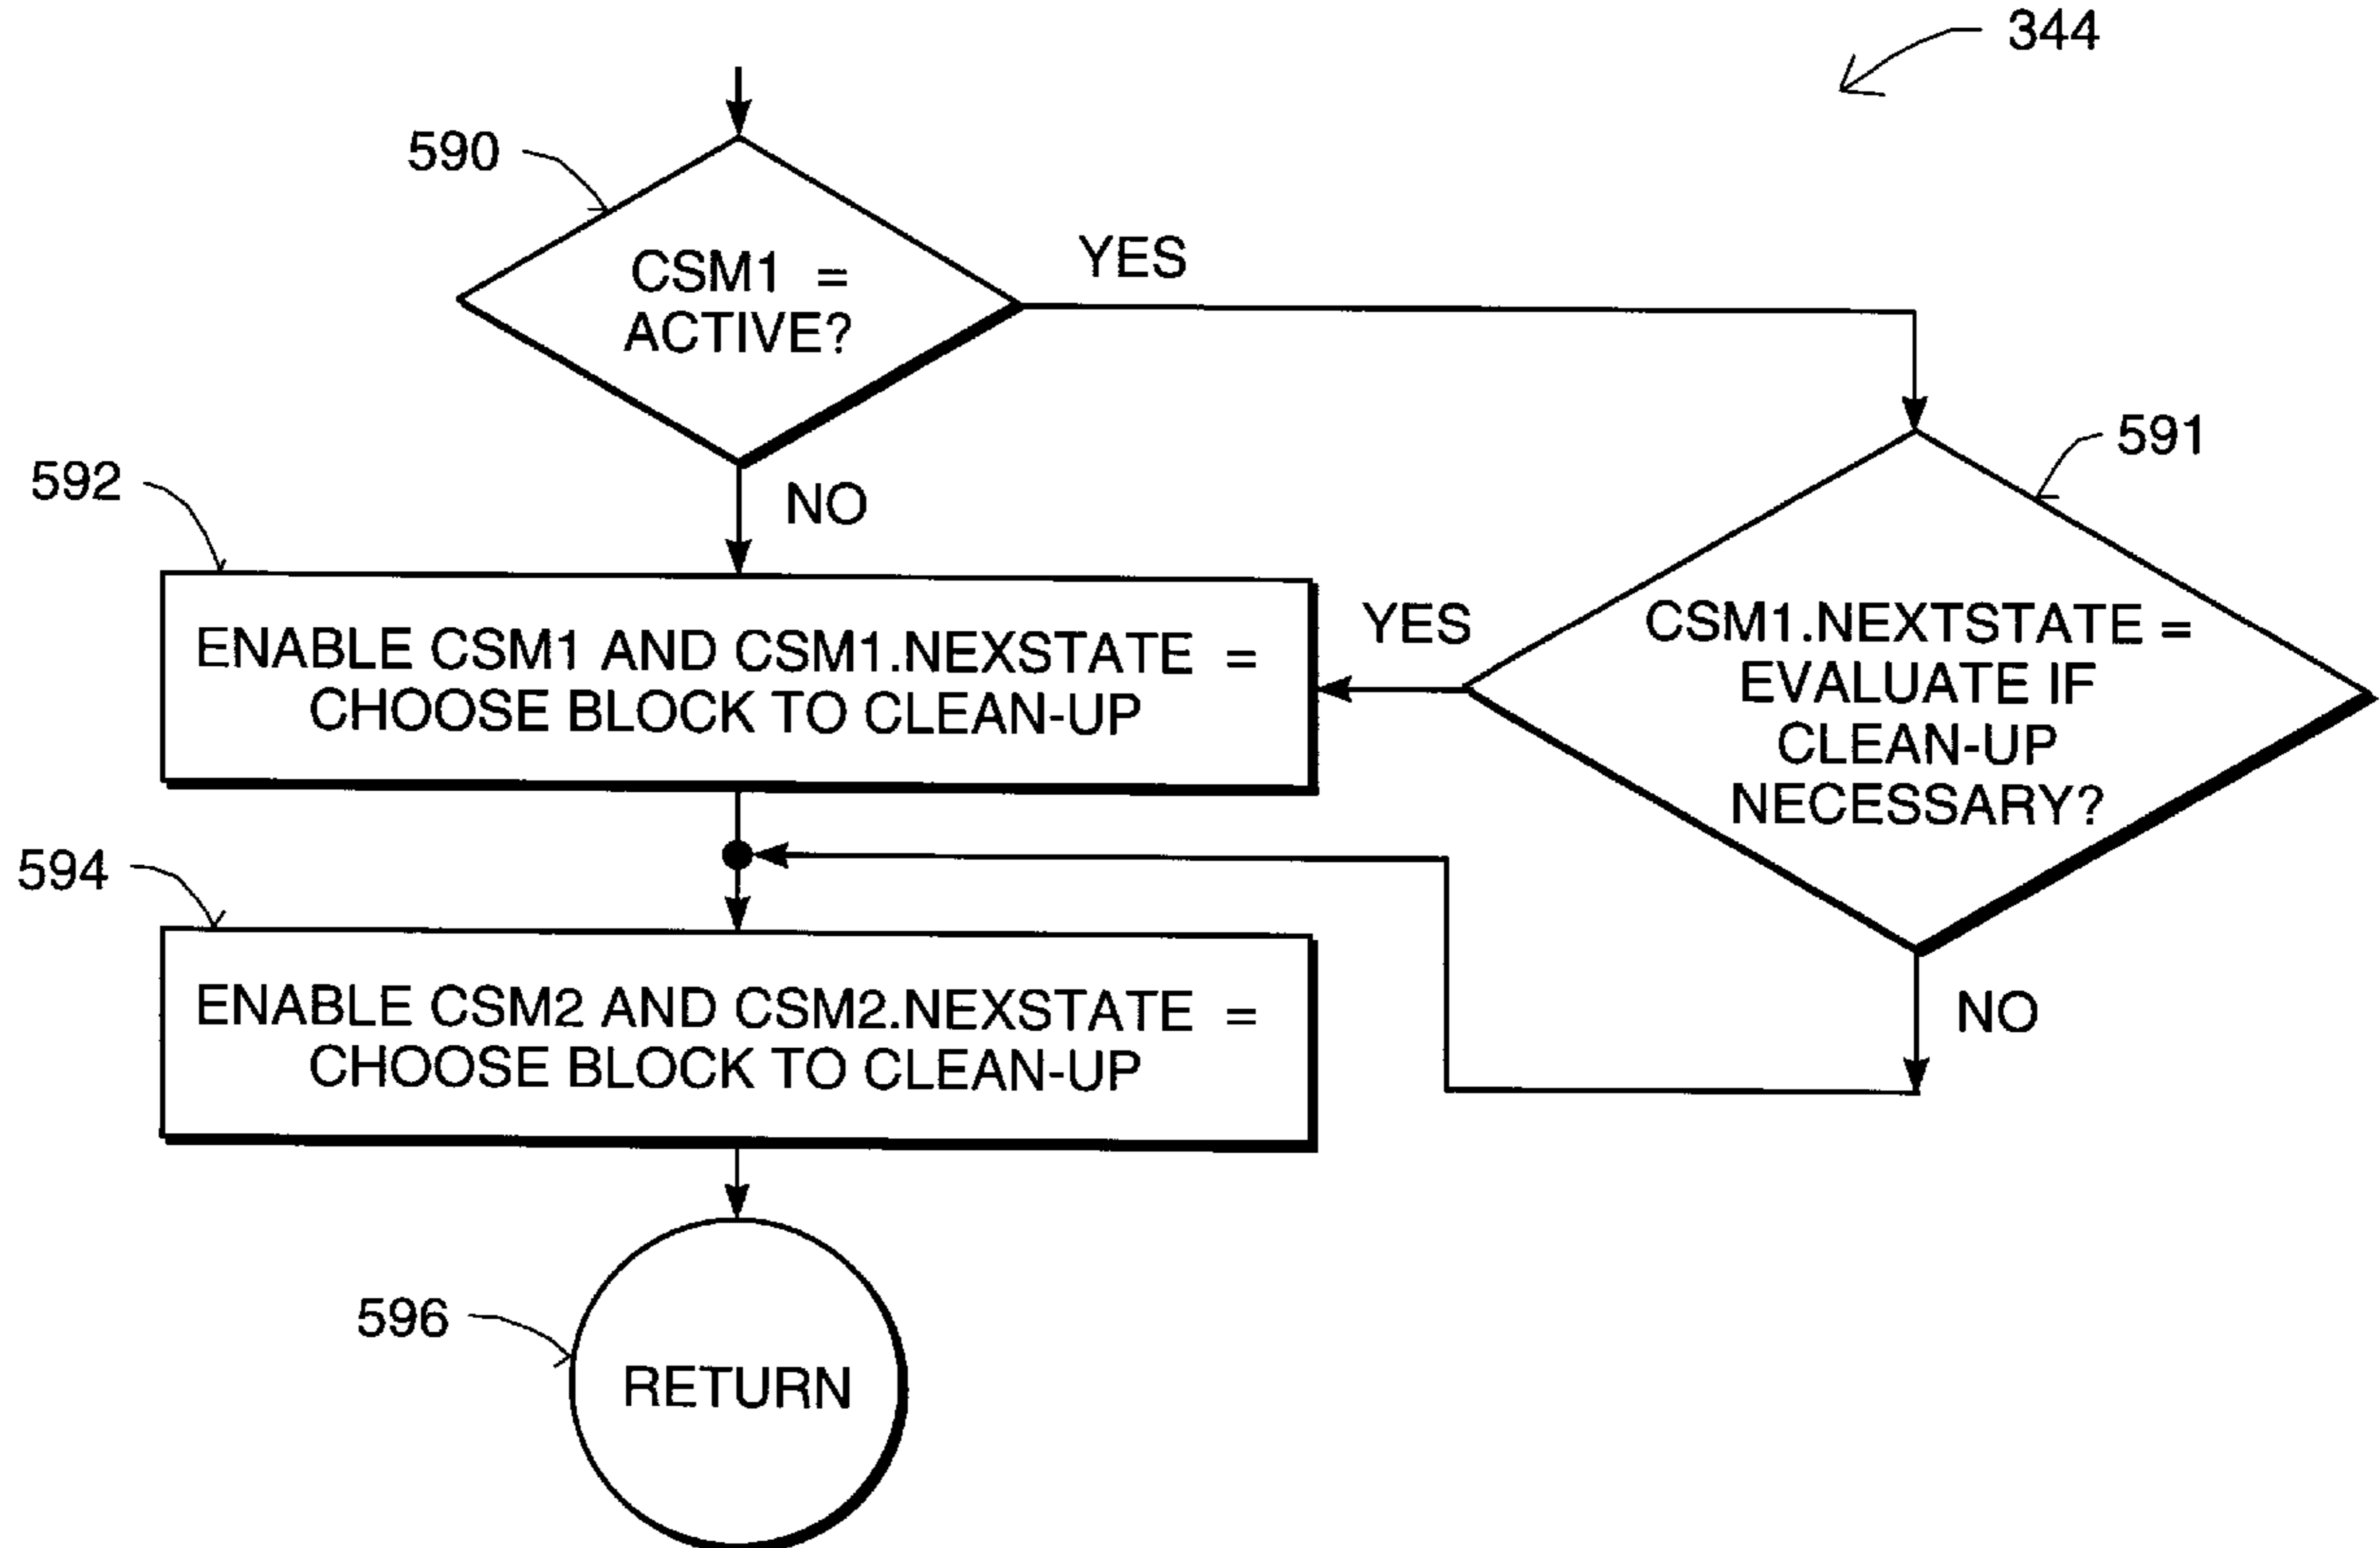 344
590
CSM1 =
ACTIVE?
YES
591
592
NO
ENABLE CSM1 AND CSM1.NEXSTATE =
CHOOSE BLOCK TO CLEAN-UP
YES
CSM1.NEXTSTATE =
EVALUATE IF
CLEAN-UP
NECESSARY?
594
ENABLE CSM2 AND CSM2.NEXSTATE =
CHOOSE BLOCK TO CLEAN-UP
NO
596
RETURN